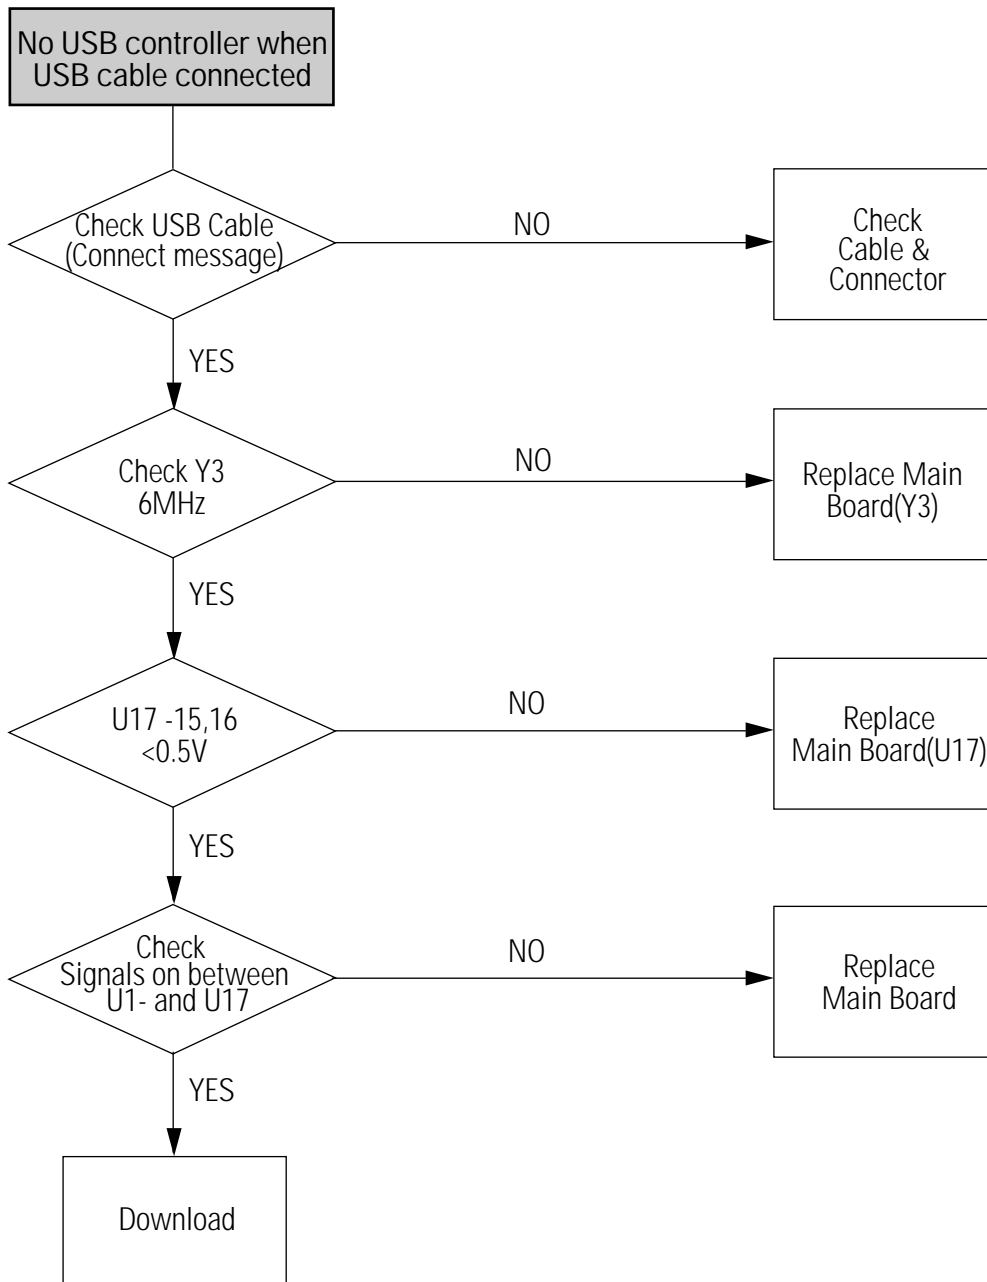 No USB controller when
USB cable connected
Check USB Cable
(Connect message)
NO
Check
Cable &
Connector
YES
Check Y3
6MHz
NO
Replace Main
Board(Y3)
YES
U17 -15,16
<0.5V
NO
Replace
Main Board(U17)
YES
Check
Signals on between
U1- and U17
NO
Replace
Main Board
YES
Download